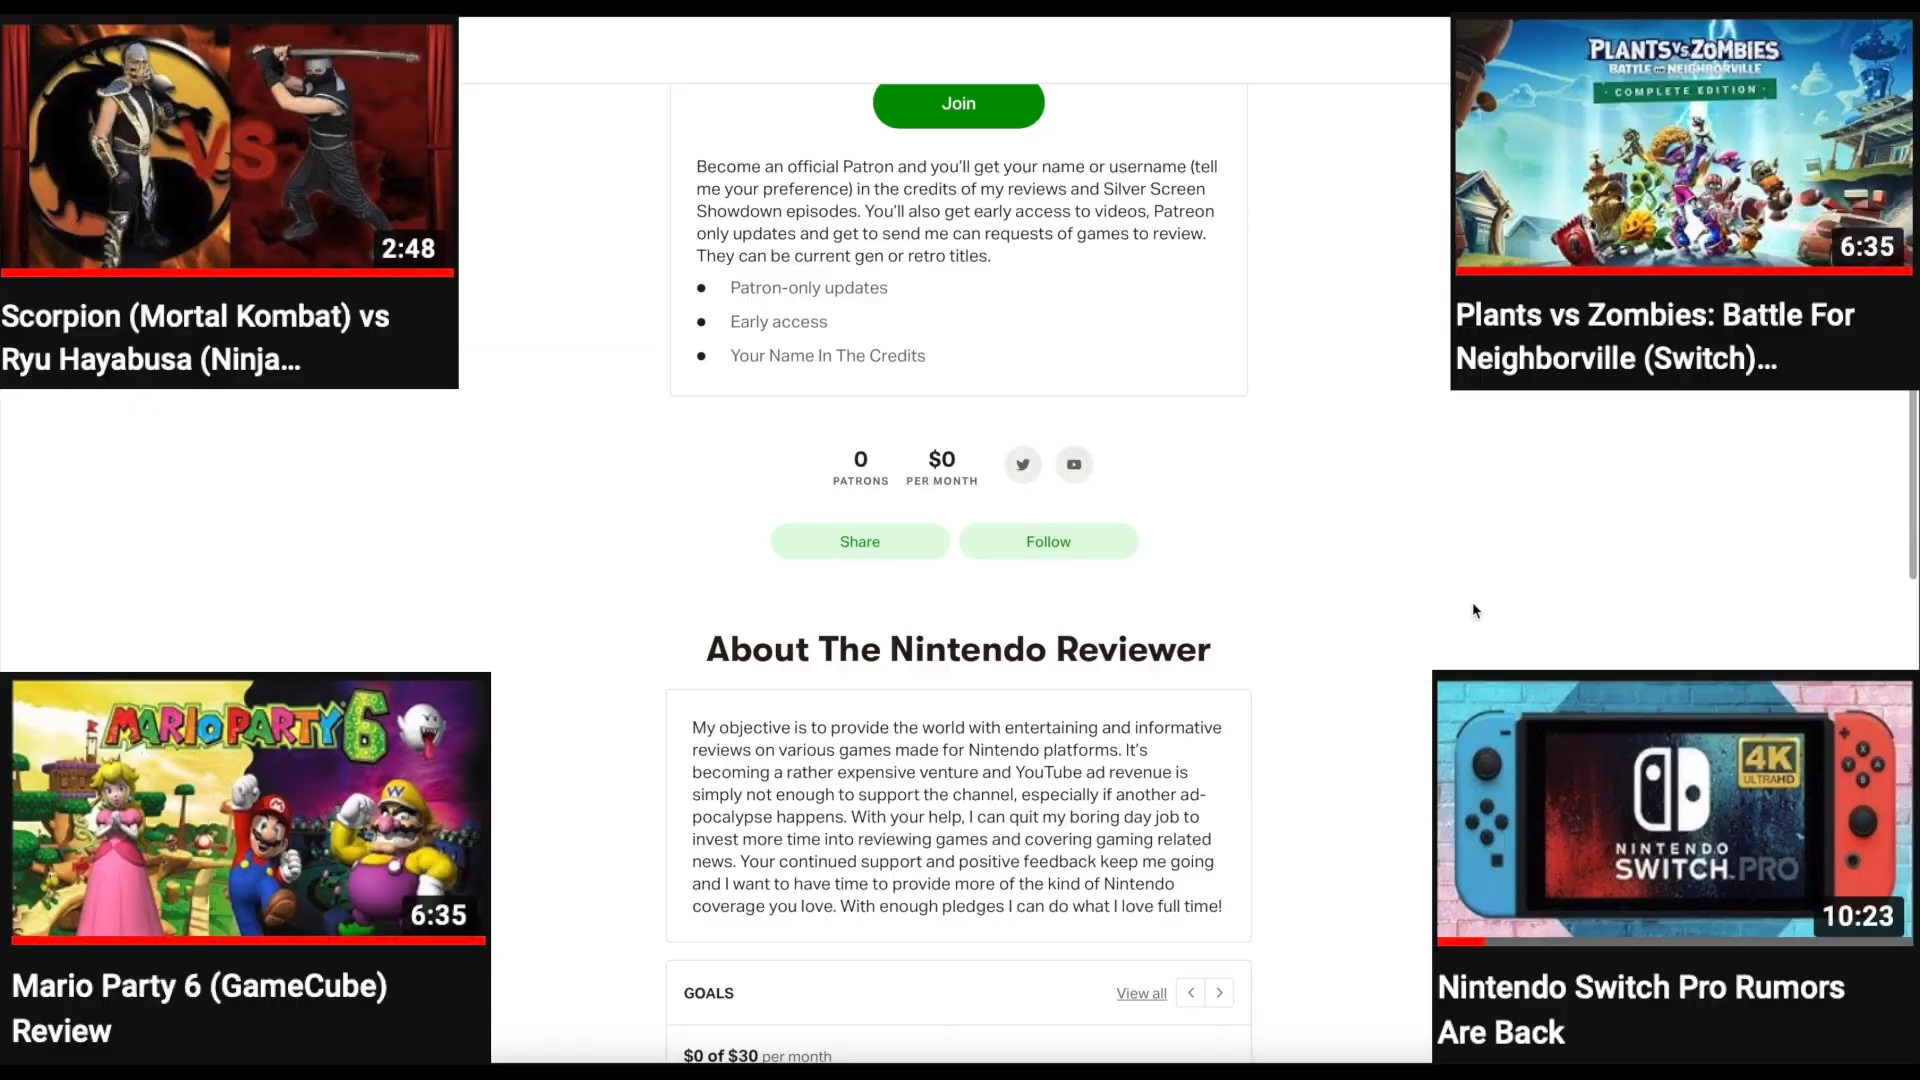 VS
2:48
Scorpion (Mortal Kombat) vs
Ryu Hayabusa (Ninja...
Join
Become an official Patron and you'll get your name or username (tell
me your preference) in the credits of my reviews and Silver Screen
Showdown episodes. You'll also get early access to videos, Patreon
only updates and get to send me can requests of games to review.
They can be current gen or retro titles.
Patron-only updates
Early access
Your Name In The Credits
PLANTS VS ZOMBIES
BATTLE FOR NEIGHBORVILLE
COMPLETE EDITION
6:35
Plants vs Zombies: Battle For
Neighborville (Switch)...
0 $0
PATRONS PER MONTH
Share Follow
About The Nintendo Reviewer
My objective is to provide the world with entertaining and informative
reviews on various games made for Nintendo platforms. It's
becoming a rather expensive venture and YouTube ad revenue is
simply not enough to support the channel, especially if another ad-
pocalypse happens. With your help, I can quit my boring day job to
invest more time into reviewing games and covering gaming related
news. Your continued support and positive feedback keep me going
and I want to have time to provide more of the kind of Nintendo
coverage you love. With enough pledges I can do what I love full time!
GOALS View all
$0 of $30 per month
MARIO PARTY 6
W
M
6:35
Mario Party 6 (GameCube)
Review
4K
ULTRA HD
X
Y A
B
NINTENDO
SWITCH PRO
10:23
Nintendo Switch Pro Rumors
Are Back